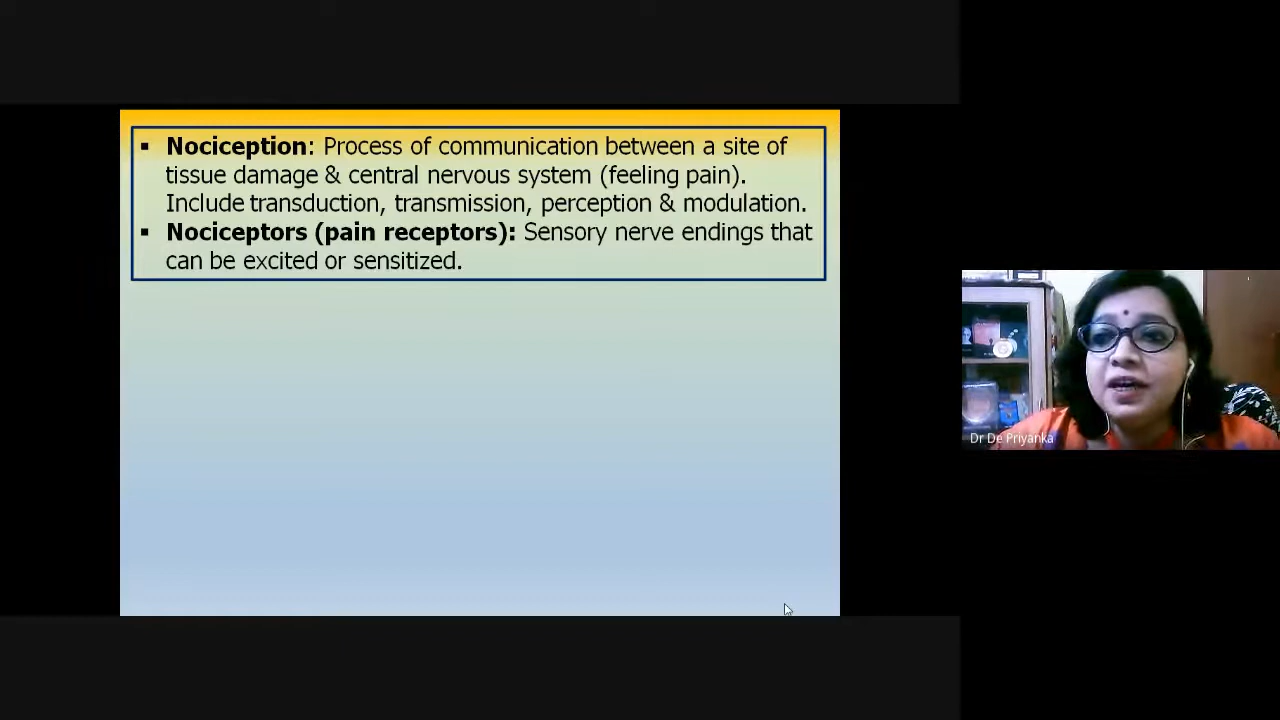 ▪ Nociception: Process of communication between a site of
tissue damage & central nervous system (feeling pain).
Include transduction, transmission, perception & modulation.
▪ Nociceptors (pain receptors): Sensory nerve endings that
can be excited or sensitized.
Dr De Priyanka